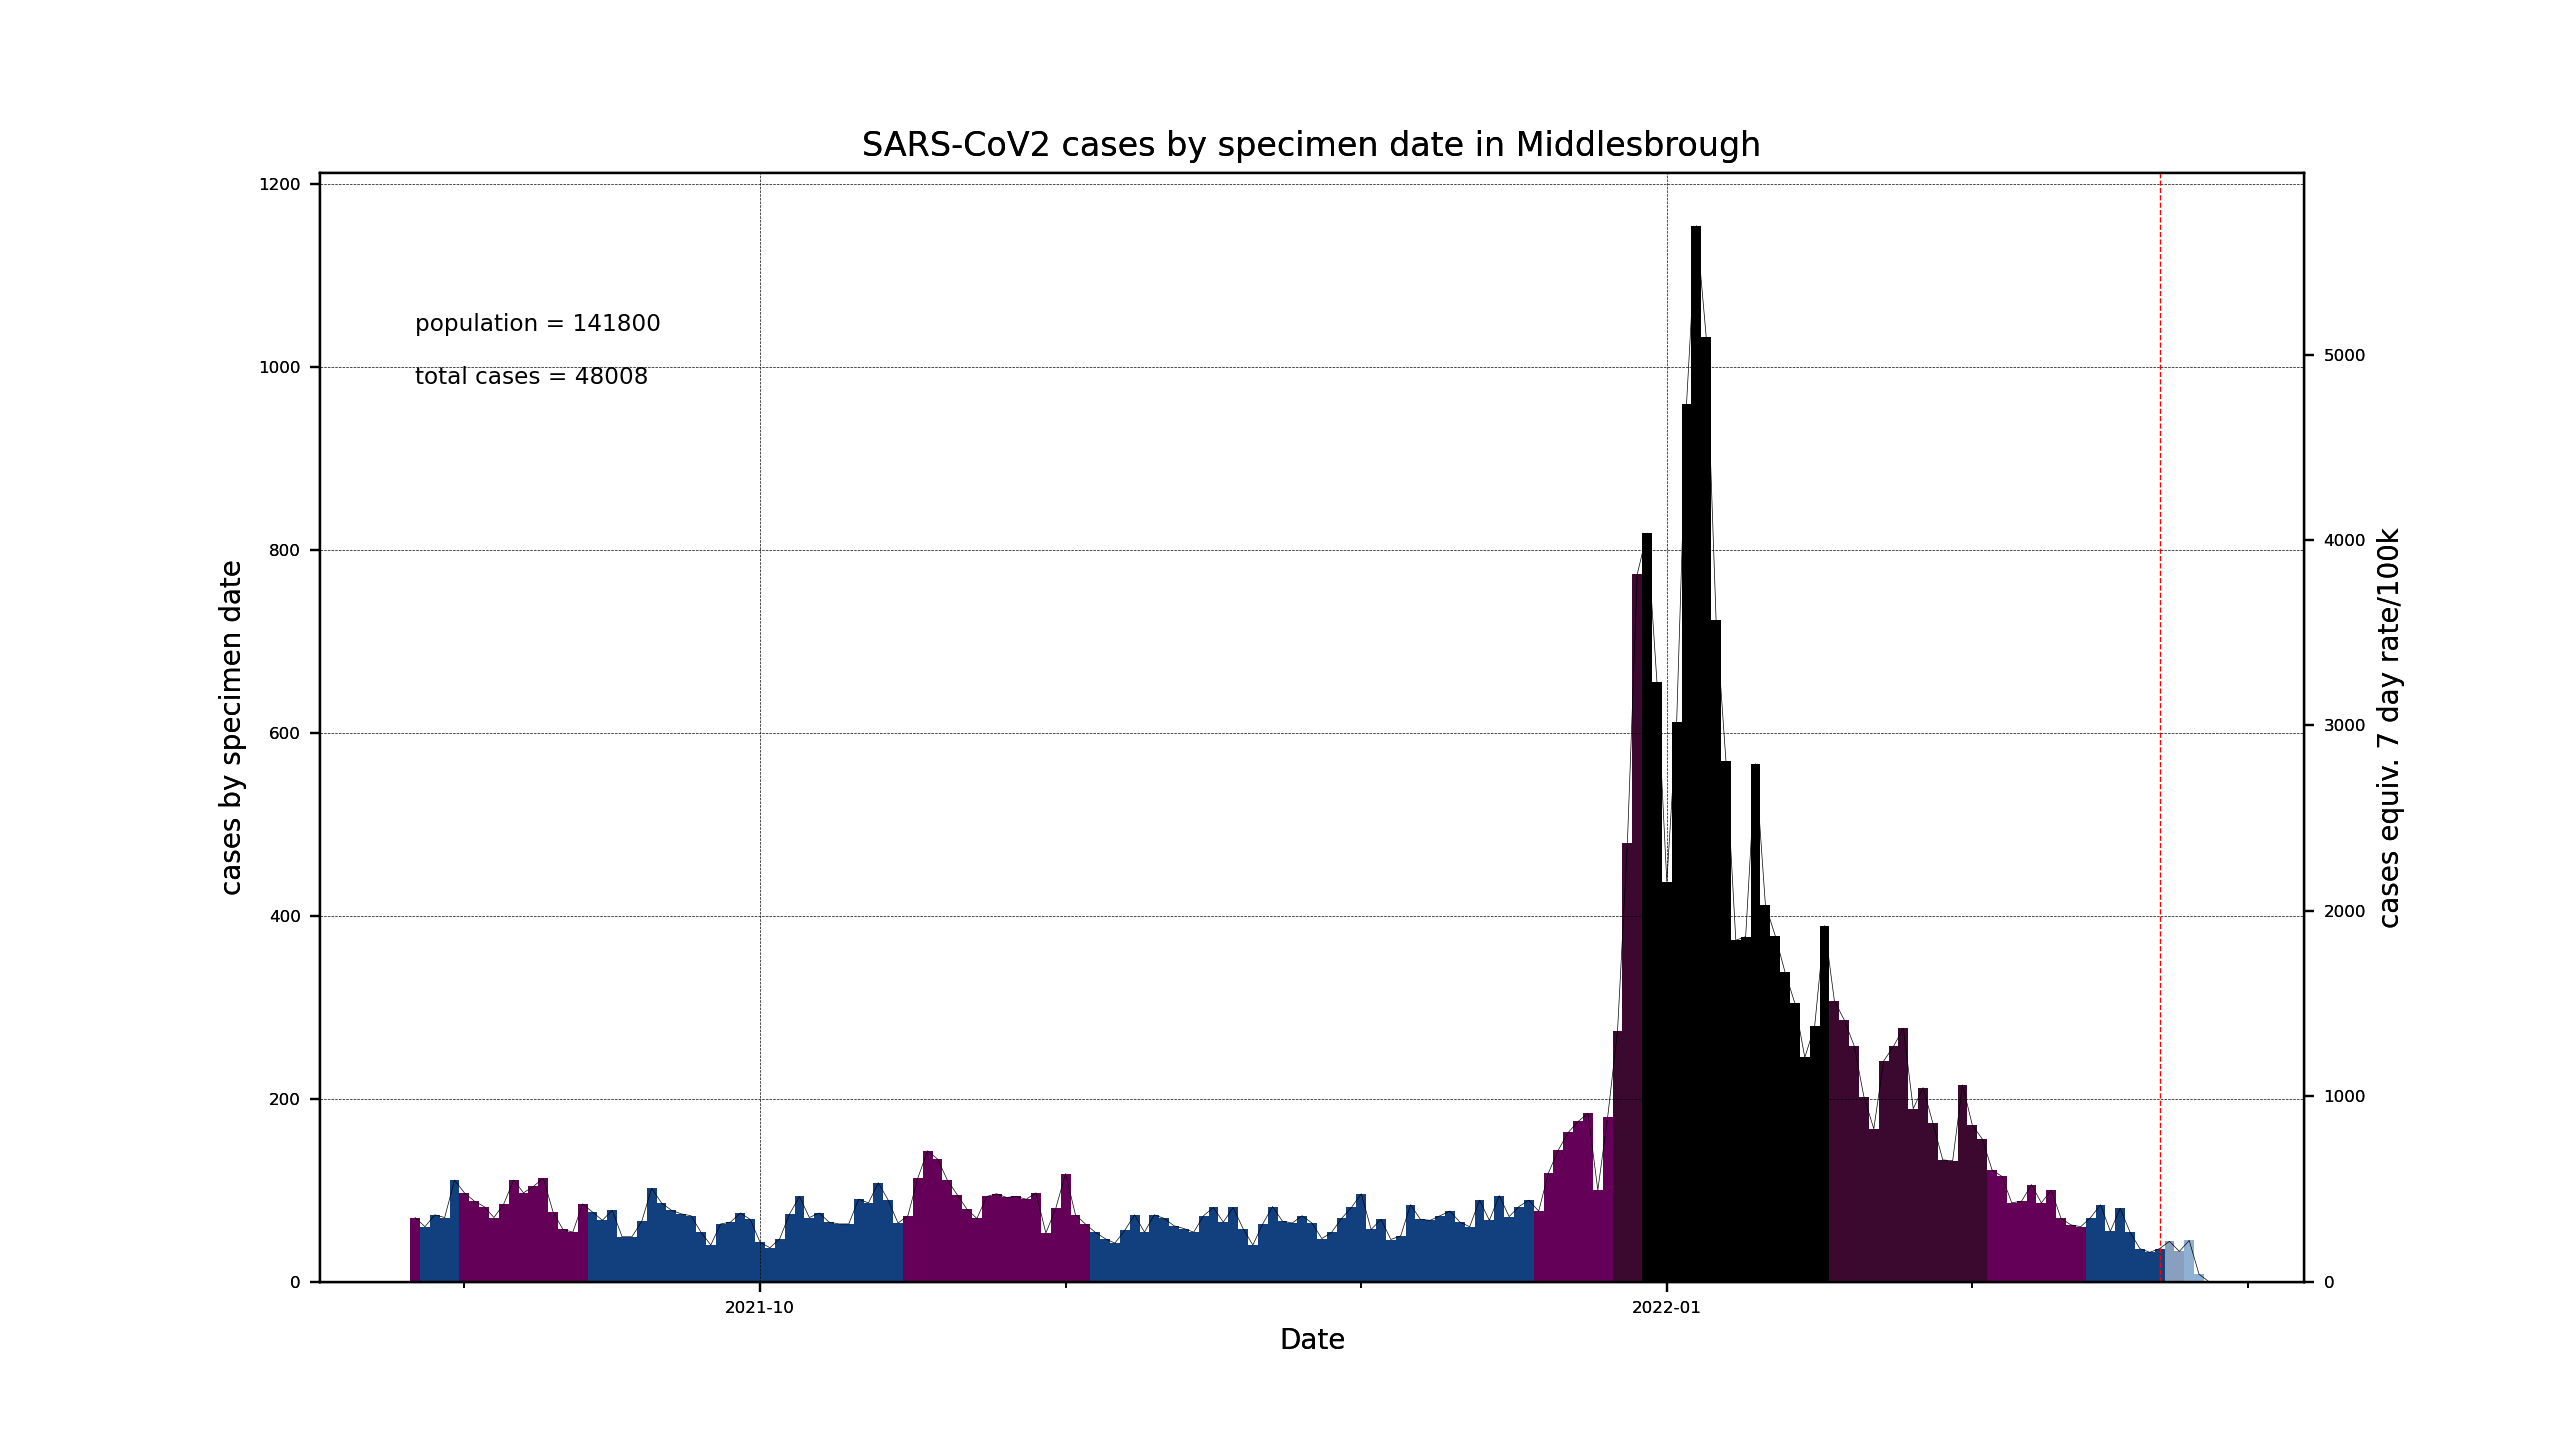 SARS-CoV2 cases by specimen date in Middlesbrough
1200
1000
800
600
400
200
0
cases by specimen date
population = 141800
total cases = 48008
5000
4000
3000
2000
1000
0
cases equiv. 7 day rate/100k
2021-10
2022-01
Date